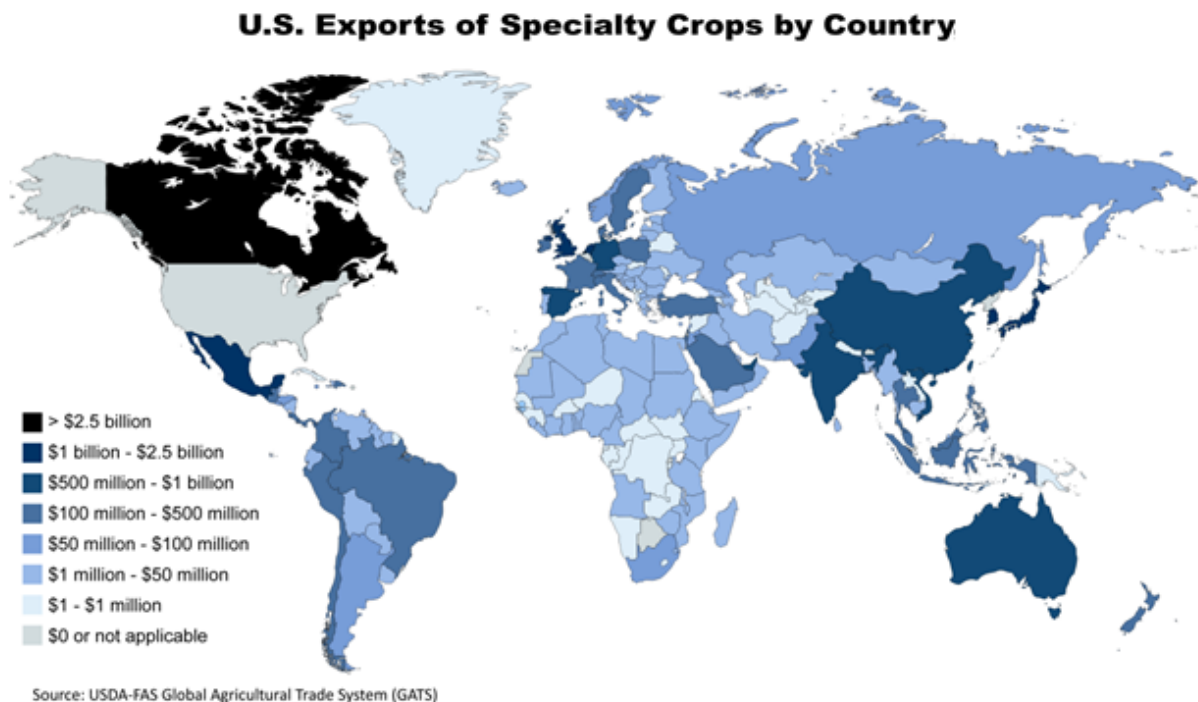 U.S. Exports of Specialty Crops by Country
> $2.5 billion
$1 billion - $2.5 billion
$500 million - $1 billion
$100 million - $500 million
$50 million - $100 million
$1 million - $50 million
$1 - $1 million
$0 or not applicable
Source: USDA-FAS Global Agricultural Trade System (GATS)